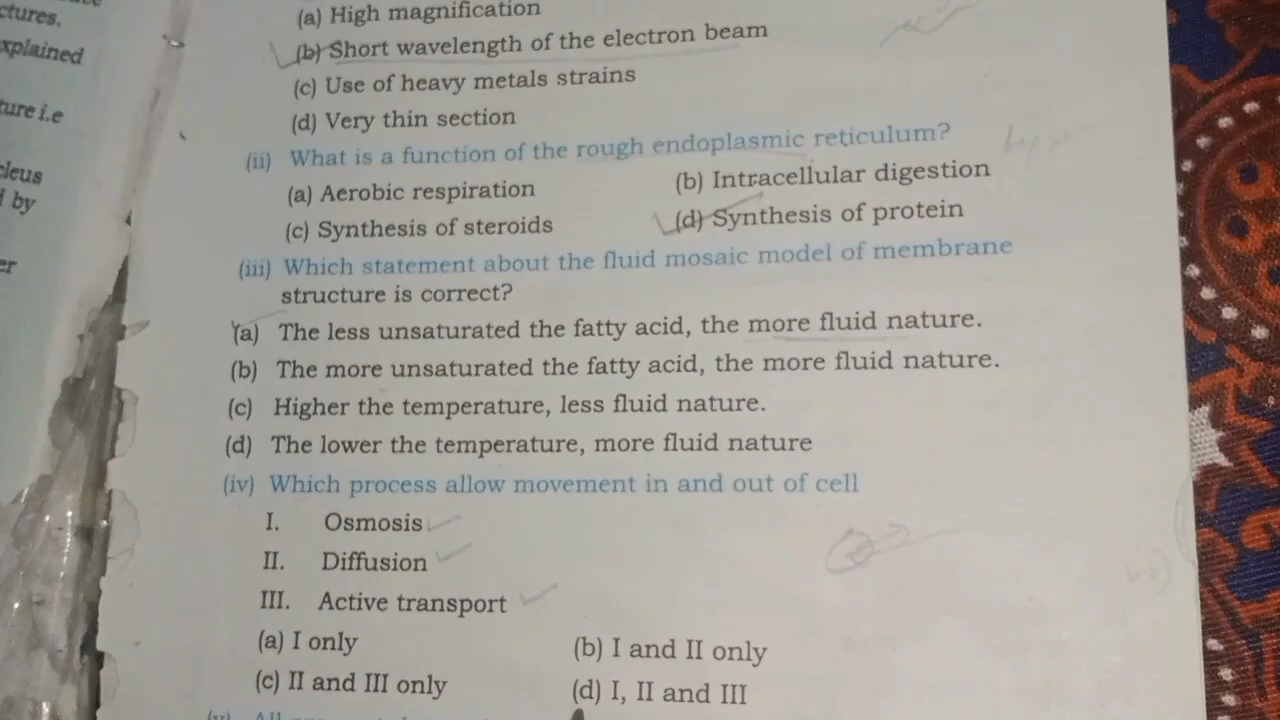 ctures.
xplained
ture i.e
cleus
by
er
(a) High magnification
(b) Short wavelength of the electron beam
(c) Use of heavy metals strains
(d) Very thin section
(ii) What is a function of the rough endoplasmic reticulum?
(a) Aerobic respiration (b) Intracellular digestion
(c) Synthesis of steroids (d) Synthesis of protein
(iii) Which statement about the fluid mosaic model of membrane
structure is correct?
(a) The less unsaturated the fatty acid, the more fluid nature.
(b) The more unsaturated the fatty acid, the more fluid nature.
(c) Higher the temperature, less fluid nature.
(d) The lower the temperature, more fluid nature
(iv) Which process allow movement in and out of cell
I. Osmosis
II. Diffusion
III. Active transport
(a) I only (b) I and II only
(c) II and III only (d) I, II and III